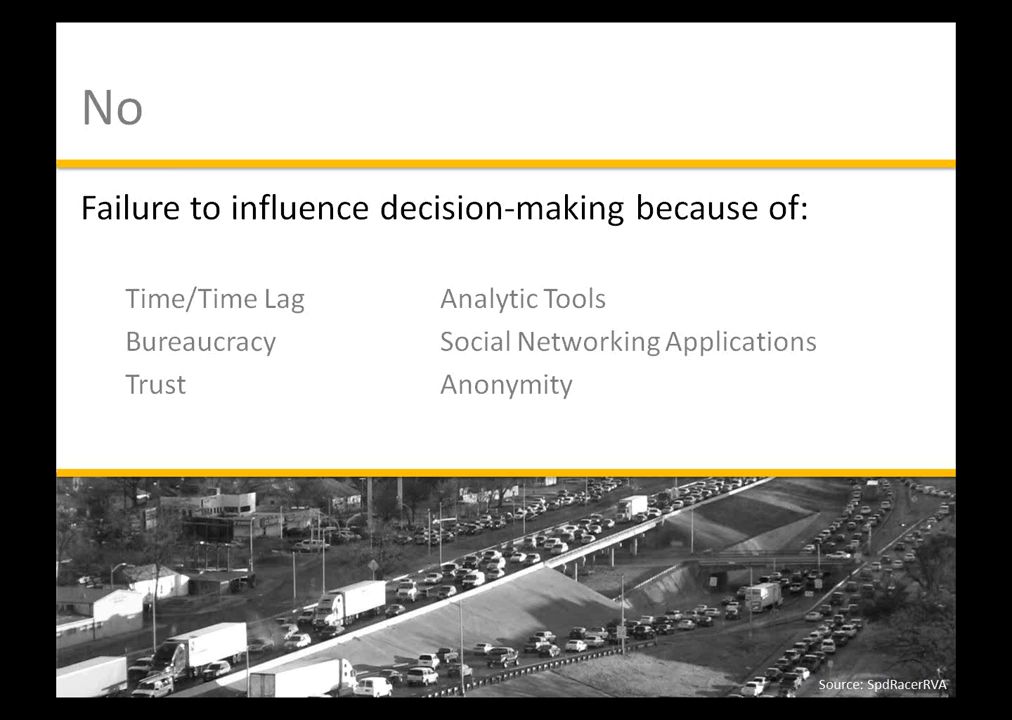 No
Failure to influence decision-making because of:
Time/Time Lag
Bureaucracy
Trust
Analytic Tools
Social Networking Applications
Anonymity
Source: SpdRacerRVA